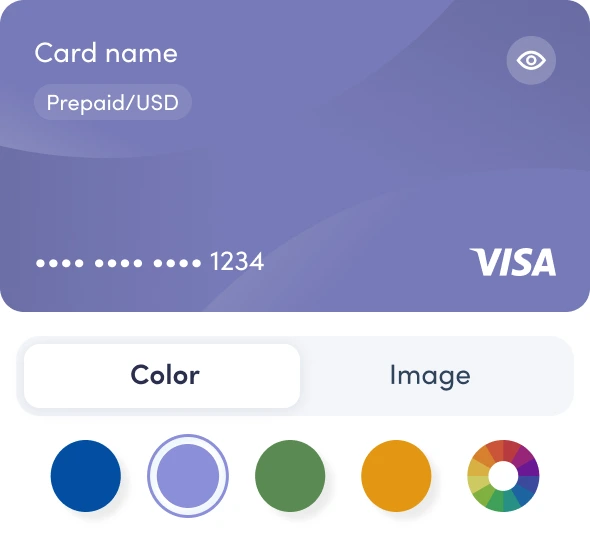 Card name
Prepaid/USD
•••• •••• •••• 1234
VISA
Color
Image